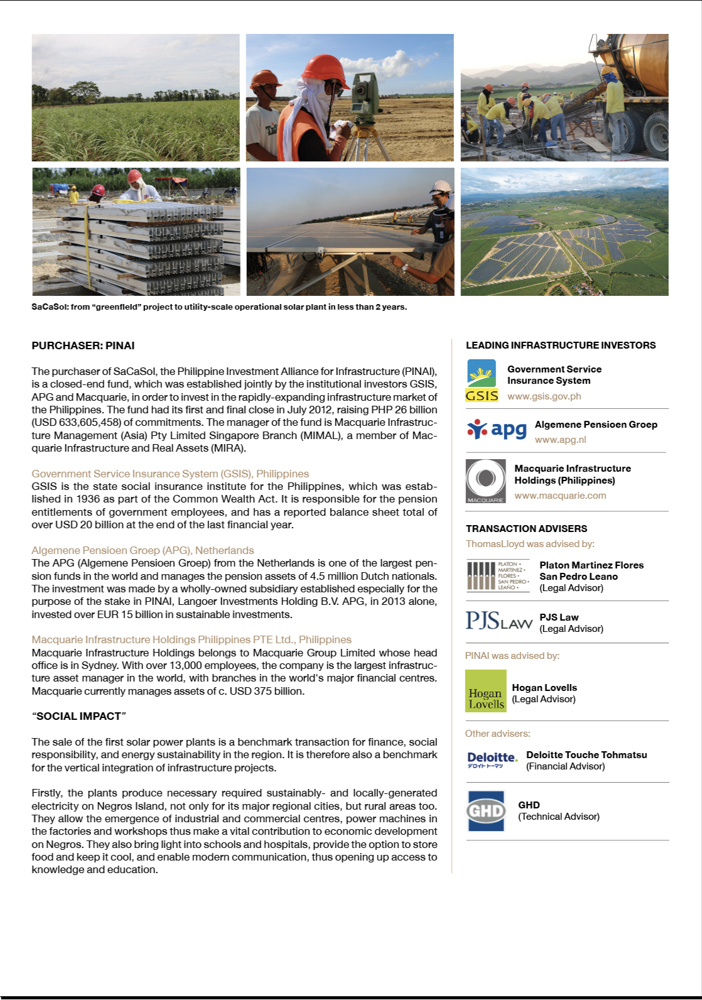 SaCaSol: from “greenfield” project to utility-scale operational solar plant in less than 2 years.
PURCHASER: PINAI
The purchaser of SaCaSol, the Philippine Investment Alliance for Infrastructure (PINAI),
is a closed-end fund, which was established jointly by the institutional investors GSIS,
APG and Macquarie, in order to invest in the rapidly-expanding infrastructure market of
the Philippines. The fund had its first and final close in July 2012, raising PHP 26 billion
(USD 633,605,458) of commitments. The manager of the fund is Macquarie Infrastruc-
ture Management (Asia) Pty Limited Singapore Branch (MIMAL), a member of Mac-
quarie Infrastructure and Real Assets (MIRA).
Government Service Insurance System (GSIS), Philippines
GSIS is the state social insurance institute for the Philippines, which was estab-
lished in 1936 as part of the Common Wealth Act. It is responsible for the pension
entitlements of government employees, and has a reported balance sheet total of
over USD 20 billion at the end of the last financial year.
Algemene Pensioen Groep (APG), Netherlands
The APG (Algemene Pensioen Groep) from the Netherlands is one of the largest pen-
sion funds in the world and manages the pension assets of 4.5 million Dutch nationals.
The investment was made by a wholly-owned subsidiary established especially for the
purpose of the stake in PINAI, Langoer Investments Holding B.V. APG, in 2013 alone,
invested over EUR 15 billion in sustainable investments.
Macquarie Infrastructure Holdings Philippines PTE Ltd., Philippines
Macquarie Infrastructure Holdings belongs to Macquarie Group Limited whose head
office is in Sydney. With over 13,000 employees, the company is the largest infrastruc-
ture asset manager in the world, with branches in the world's major financial centres.
Macquarie currently manages assets of c. USD 375 billion.
“SOCIAL IMPACT”
The sale of the first solar power plants is a benchmark transaction for finance, social
responsibility, and energy sustainability in the region. It is therefore also a benchmark
for the vertical integration of infrastructure projects.
Firstly, the plants produce necessary required sustainably- and locally-generated
electricity on Negros Island, not only for its major regional cities, but rural areas too.
They allow the emergence of industrial and commercial centres, power machines in
the factories and workshops thus make a vital contribution to economic development
on Negros. They also bring light into schools and hospitals, provide the option to store
food and keep it cool, and enable modern communication, thus opening up access to
knowledge and education.
LEADING INFRASTRUCTURE INVESTORS
GSIS
Government Service
Insurance System
www.gsis.gov.ph
apg
Algemene Pensioen Groep
www.apg.nl
MACQUARIE
Macquarie Infrastructure
Holdings (Philippines)
www.macquarie.com
TRANSACTION ADVISERS
ThomasLloyd was advised by:
PLATON •
MARTINEZ •
FLORES •
SAN PEDRO •
LEAÑO •
Platon Martinez Flores
San Pedro Leano
(Legal Advisor)
PJS LAW
PJS Law
(Legal Advisor)
PINAI was advised by:
Hogan
Lovells
Hogan Lovells
(Legal Advisor)
Other advisers:
Deloitte.
デロイト トーマツ
Deloitte Touche Tohmatsu
(Financial Advisor)
GHD
GHD
(Technical Advisor)